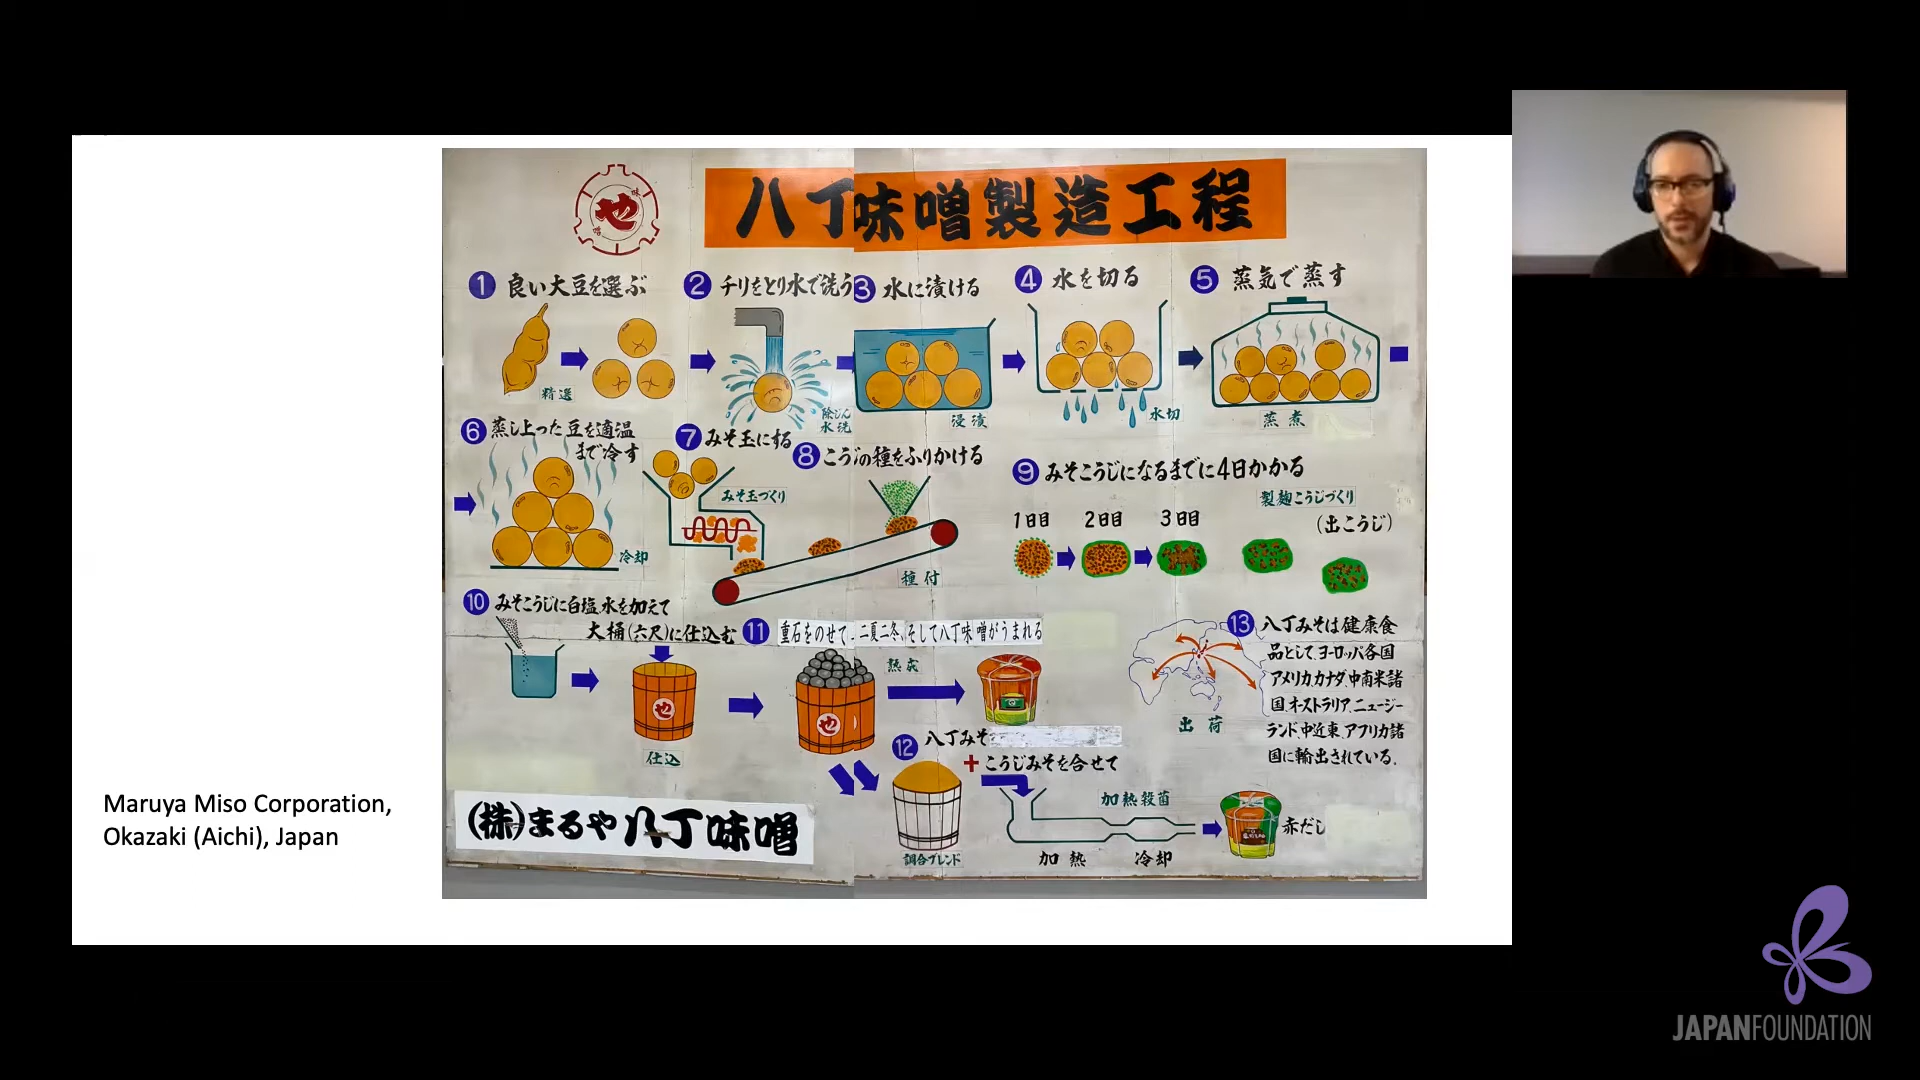 八丁味噌製造工程
味
也
噌
1 良い大豆を選ぶ
精選
2 チリをとり水で洗う
除じん
水洗
3 水に漬ける
浸漬
4 水を切る
水切
5 蒸気で蒸す
蒸煮
6 蒸し上った豆を適温
まで冷す
冷却
7 みそ玉にする
みそ玉づくり
8 こうじの種をふりかける
種付
9 みそこうじになるまでに4日かかる
製麹こうじづくり
(出こうじ)
1日目
2日目
3日目
10 みそこうじに白塩、水を加えて
大桶(六尺)に仕込む
也
仕込
11 重石をのせて、二夏二冬、そして八丁味噌がうまれる
也
熟成
12 八丁みそ
+こうじみそを合せて
調合ブレンド
加熱殺菌
加熱
冷却
赤だし
13 八丁みそは健康食
品として、ヨーロッパ各国
アメリカ、カナダ、中南米諸
国、オーストラリア、ニュージー
ランド、中近東、アフリカ諸
国に輸出されている。
出荷
(株)まるや八丁味噌
Maruya Miso Corporation,
Okazaki (Aichi), Japan
JAPANFOUNDATION